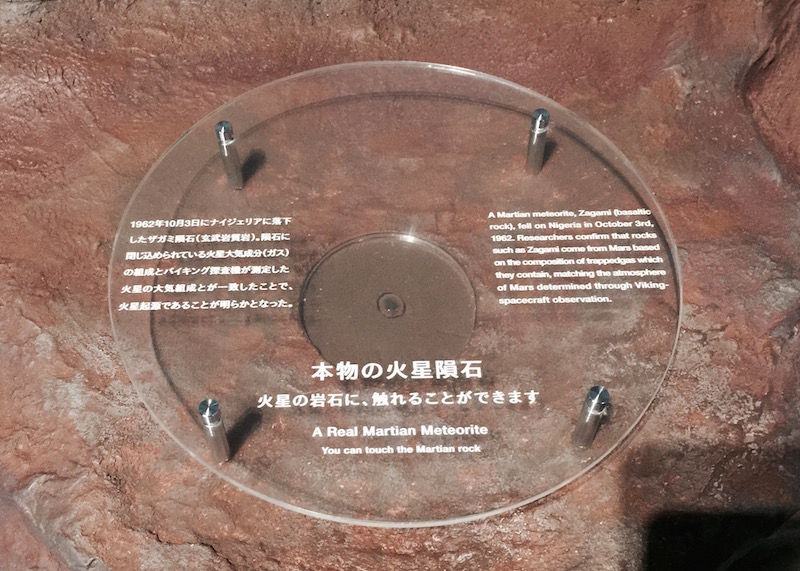 1962年10月3日にナイジェリアに落下
したザガミ隕石(玄武岩質岩)。隕石に
閉じ込められている火星大気成分(ガス)
の組成とバイキング探査機が測定した
火星の大気組成とが一致したことで、
火星起源であることが明らかとなった。
A Martian meteorite, Zagami (basaltic
rock), fell on Nigeria in October 3rd,
1962. Researchers confirm that rocks
such as Zagami come from Mars based
on the composition of trappedgas which
they contain, matching the atmosphere
of Mars determined through Viking-
spacecraft observation.
本物の火星隕石
火星の岩石に、触れることができます
A Real Martian Meteorite
You can touch the Martian rock